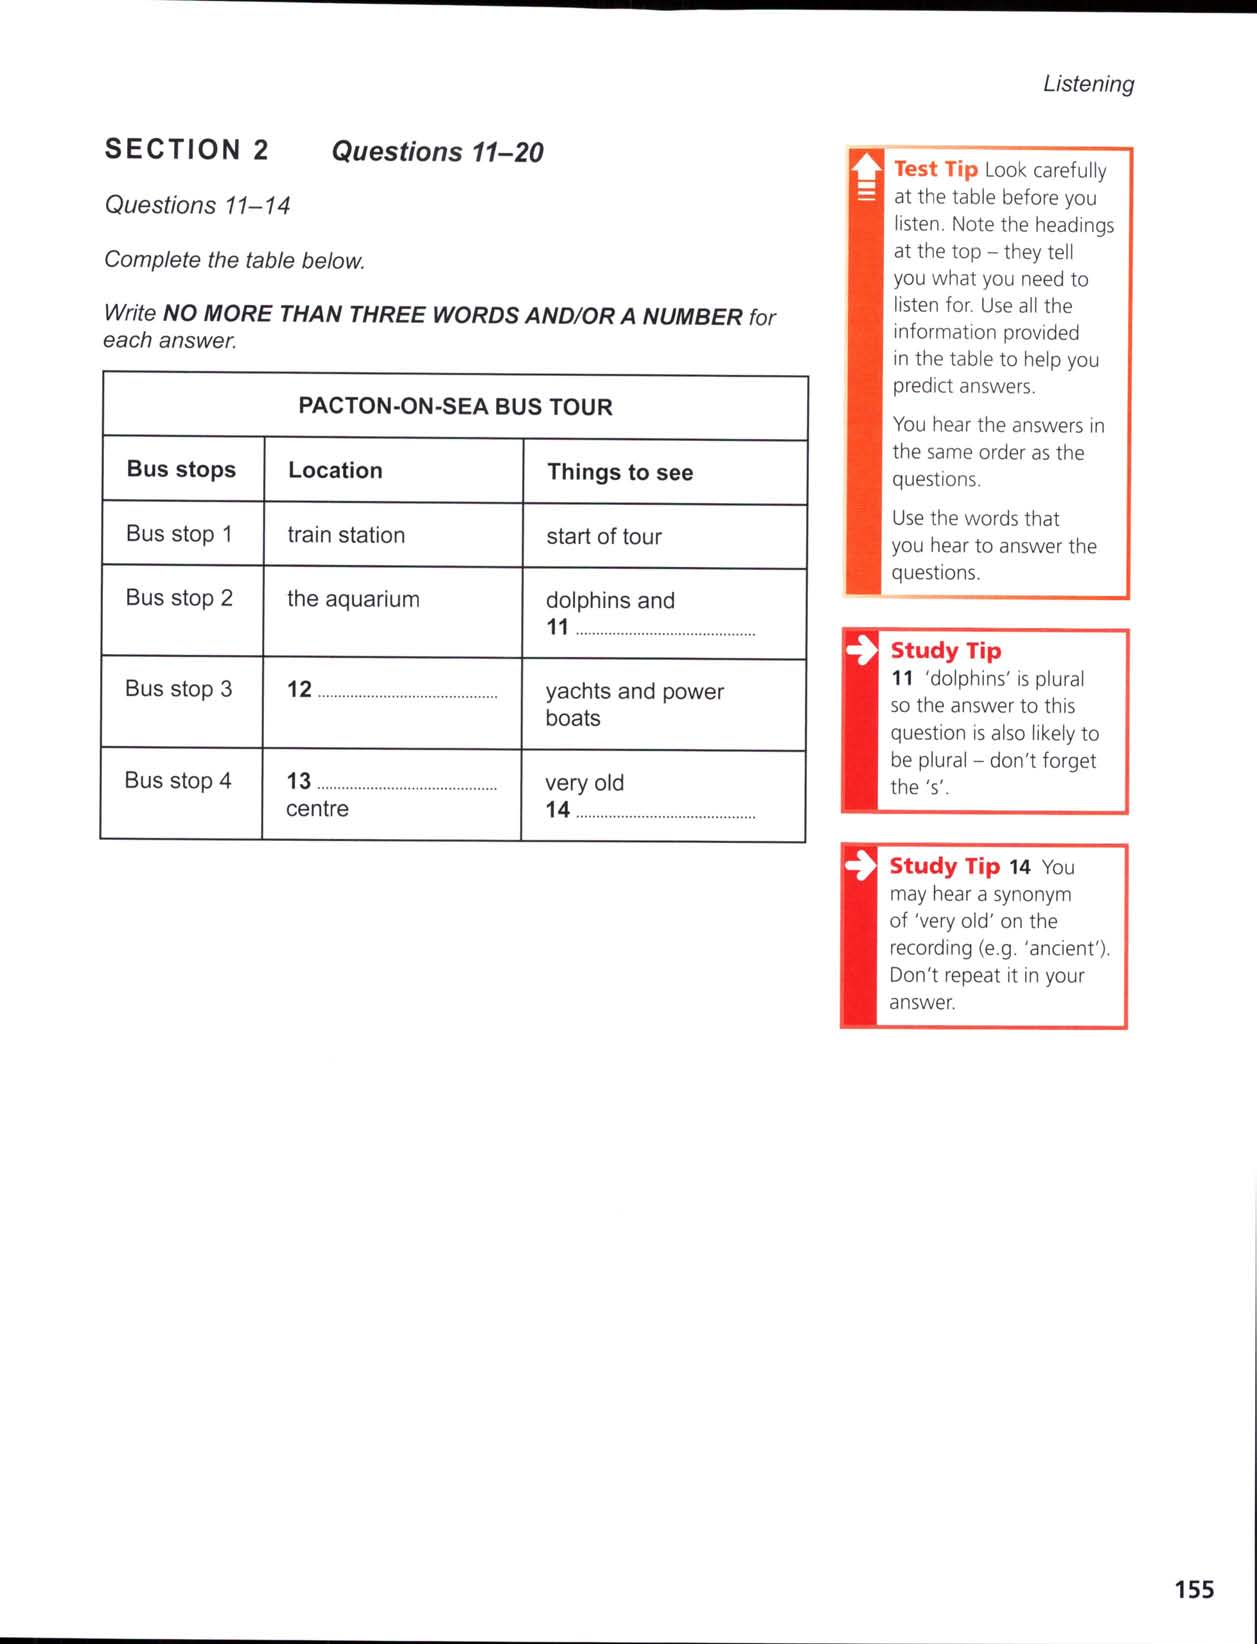 Listening
SECTION 2 Questions 11–20
Questions 11–14
Complete the table below.
Write NO MORE THAN THREE WORDS AND/OR A NUMBER for
each answer.
PACTON-ON-SEA BUS TOUR
Bus stops Location Things to see
Bus stop 1 train station start of tour
Bus stop 2 the aquarium dolphins and
11 ..........................................
Bus stop 3 12 .......................................... yachts and power
boats
Bus stop 4 13 .......................................... very old
centre 14 ..........................................
Test Tip Look carefully
at the table before you
listen. Note the headings
at the top – they tell
you what you need to
listen for. Use all the
information provided
in the table to help you
predict answers.
You hear the answers in
the same order as the
questions.
Use the words that
you hear to answer the
questions.
Study Tip
11 ‘dolphins’ is plural
so the answer to this
question is also likely to
be plural – don’t forget
the ‘s’.
Study Tip 14 You
may hear a synonym
of ‘very old’ on the
recording (e.g. ‘ancient’).
Don’t repeat it in your
answer.
155